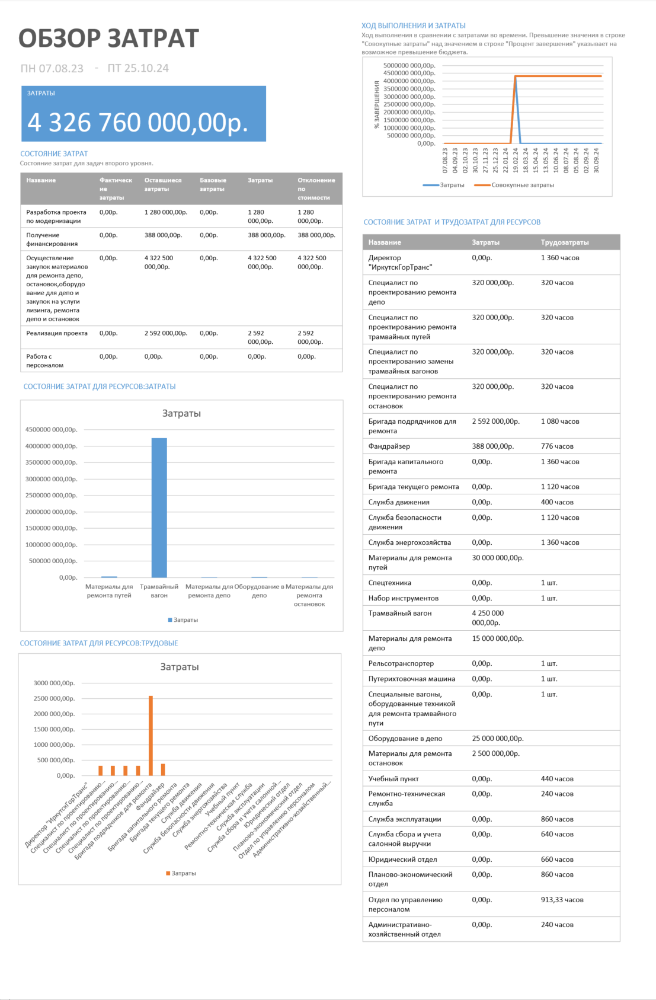 ОБЗОР ЗАТРАТ
ПН 07.08.23 - ПТ 25.10.24
ЗАТРАТЫ
4 326 760 000,00р.
СОСТОЯНИЕ ЗАТРАТ
Состояние затрат для задач второго уровня.
Название Фактическ Оставшиеся Базовые Затраты Отклонение
ие затраты затраты по
затраты стоимости
Разработка проекта 0,00р. 1 280 000,00р. 0,00р. 1 280 1 280
по модернизации 000,00р. 000,00р.
Получение 0,00р. 388 000,00р. 0,00р. 388 000,00р. 388 000,00р.
финансирования
Осуществление 0,00р. 4 322 500 0,00р. 4 322 500 4 322 500
закупок материалов 000,00р. 000,00р. 000,00р.
для ремонта депо,
остановок,оборудо
вание для депо и
закупок на услуги
лизинга, ремонта
депо и остановок
Реализация проекта 0,00р. 2 592 000,00р. 0,00р. 2 592 2 592
000,00р. 000,00р.
Работа с 0,00р. 0,00р. 0,00р. 0,00р. 0,00р.
персоналом
СОСТОЯНИЕ ЗАТРАТ ДЛЯ РЕСУРСОВ:ЗАТРАТЫ
Затраты
4500000 000,00р.
4000000 000,00р.
3500000 000,00р.
3000000 000,00р.
2500000 000,00р.
2000000 000,00р.
1500000 000,00р.
1000000 000,00р.
500000 000,00р.
0,00р.
Материалы для Трамвайный Материалы для Оборудование в Материалы для
ремонта путей вагон ремонта депо депо ремонта
остановок
Затраты
СОСТОЯНИЕ ЗАТРАТ ДЛЯ РЕСУРСОВ:ТРУДОВЫЕ
Затраты
3000 000,00р.
2500 000,00р.
2000 000,00р.
1500 000,00р.
1000 000,00р.
500 000,00р.
0,00р.
Директор "ИркутскГорТранс"
Специалист по проектированию…
Специалист по проектированию…
Специалист по проектированию…
Специалист по проектированию…
Бригада подрядчиков для ремонта
Фандрайзер
Бригада капитального ремонта
Бригада текущего ремонта
Служба движения
Служба безопасности движения
Служба энергохозяйства
Учебный пункт
Ремонтно-техническая служба
Служба эксплуатации
Служба сбора и учета салонной…
Юридический отдел
Планово-экономический отдел
Отдел по управлению персоналом
Административно-хозяйственный…
Затраты
ХОД ВЫПОЛНЕНИЯ И ЗАТРАТЫ
Ход выполнения в сравнении с затратами во времени. Превышение значения в строке
"Совокупные затраты" над значением в строке "Процент завершения" указывает на
возможное превышение бюджета.
% ЗАВЕРШЕНИЯ
5000000 000,00р.
4500000 000,00р.
4000000 000,00р.
3500000 000,00р.
3000000 000,00р.
2500000 000,00р.
2000000 000,00р.
1500000 000,00р.
1000000 000,00р.
500000 000,00р.
0,00р.
07.08.23
04.09.23
02.10.23
30.10.23
27.11.23
25.12.23
22.01.24
19.02.24
18.03.24
15.04.24
13.05.24
10.06.24
08.07.24
05.08.24
02.09.24
30.09.24
Затраты Совокупные затраты
СОСТОЯНИЕ ЗАТРАТ И ТРУДОЗАТРАТ ДЛЯ РЕСУРСОВ
Название Затраты Трудозатраты
Директор 0,00р. 1 360 часов
"ИркутскГорТранс"
Специалист по 320 000,00р. 320 часов
проектированию ремонта
депо
Специалист по 320 000,00р. 320 часов
проектированию ремонта
трамвайных путей
Специалист по 320 000,00р. 320 часов
проектированию замены
трамвайных вагонов
Специалист по 320 000,00р. 320 часов
проектированию ремонта
остановок
Бригада подрядчиков для 2 592 000,00р. 1 080 часов
ремонта
Фандрайзер 388 000,00р. 776 часов
Бригада капитального 0,00р. 1 360 часов
ремонта
Бригада текущего ремонта 0,00р. 1 120 часов
Служба движения 0,00р. 400 часов
Служба безопасности 0,00р. 1 120 часов
движения
Служба энергохозяйства 0,00р. 1 360 часов
Материалы для ремонта 30 000 000,00р.
путей
Спецтехника 0,00р. 1 шт.
Набор инструментов 0,00р. 1 шт.
Трамвайный вагон 4 250 000
000,00р.
Материалы для ремонта 15 000 000,00р.
депо
Рельсотранспортер 0,00р. 1 шт.
Путерихтовочная машина 0,00р. 1 шт.
Специальные вагоны, 0,00р. 1 шт.
оборудованные техникой
для ремонта трамвайного
пути
Оборудование в депо 25 000 000,00р.
Материалы для ремонта 2 500 000,00р.
остановок
Учебный пункт 0,00р. 440 часов
Ремонтно-техническая 0,00р. 240 часов
служба
Служба эксплуатации 0,00р. 860 часов
Служба сбора и учета 0,00р. 640 часов
салонной выручки
Юридический отдел 0,00р. 660 часов
Планово-экономический 0,00р. 860 часов
отдел
Отдел по управлению 0,00р. 913,33 часов
персоналом
Административно- 0,00р. 240 часов
хозяйственный отдел